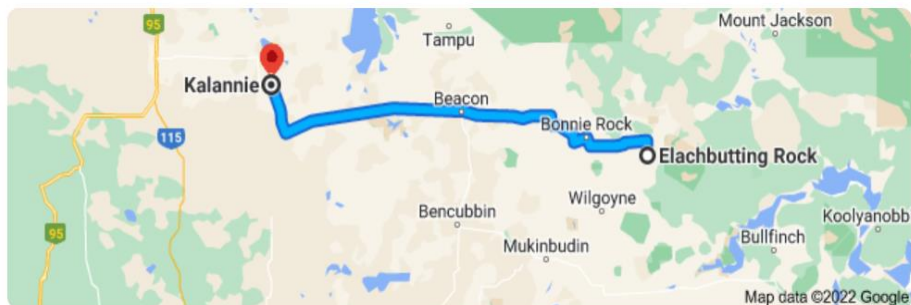 95
Mount Jackson
Tampu
Kalannie
Beacon
115
Bonnie Rock
Elachbutting Rock
Wilgoyne
Bencubbin
95
Koolyanobb
Mukinbudin
Bullfinch
Map data ©2022 Google